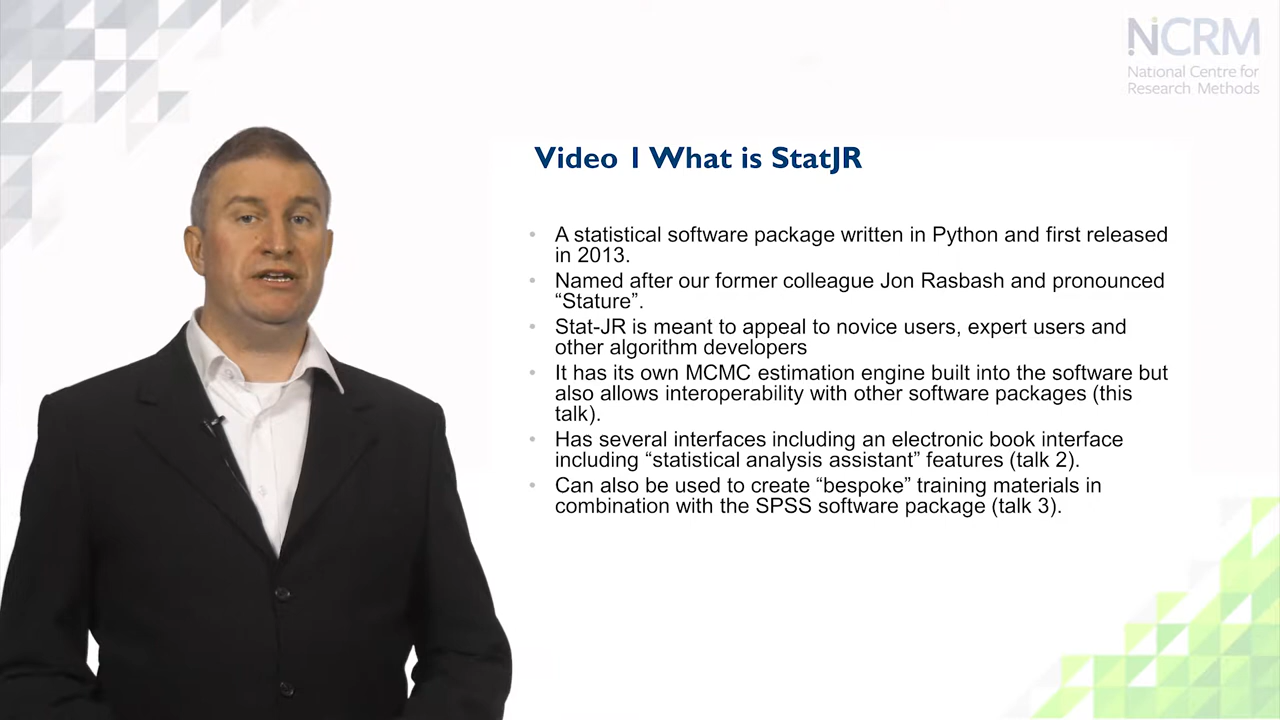 NCRM
National Centre for
Research Methods
Video 1 What is StatJR
• A statistical software package written in Python and first released
in 2013.
• Named after our former colleague Jon Rasbash and pronounced
“Stature”.
• Stat-JR is meant to appeal to novice users, expert users and
other algorithm developers
• It has its own MCMC estimation engine built into the software but
also allows interoperability with other software packages (this
talk).
• Has several interfaces including an electronic book interface
including “statistical analysis assistant” features (talk 2).
• Can also be used to create “bespoke” training materials in
combination with the SPSS software package (talk 3).